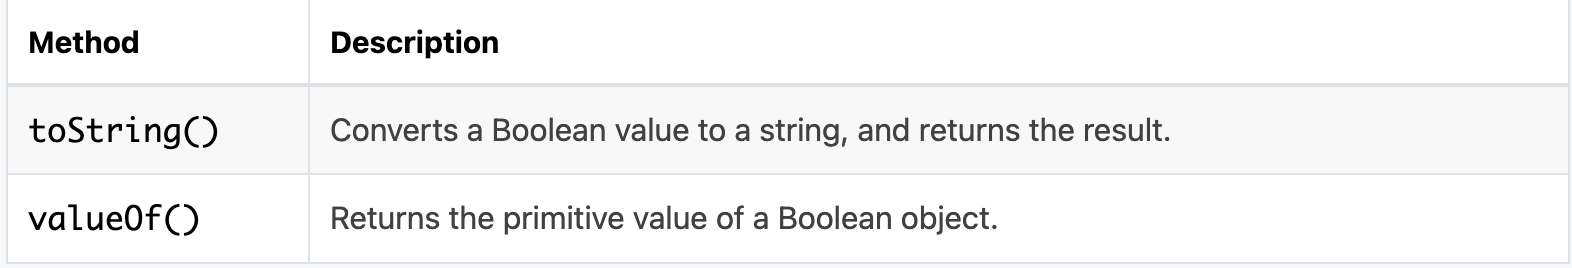 Method Description
toString() Converts a Boolean value to a string, and returns the result.
valueOf() Returns the primitive value of a Boolean object.